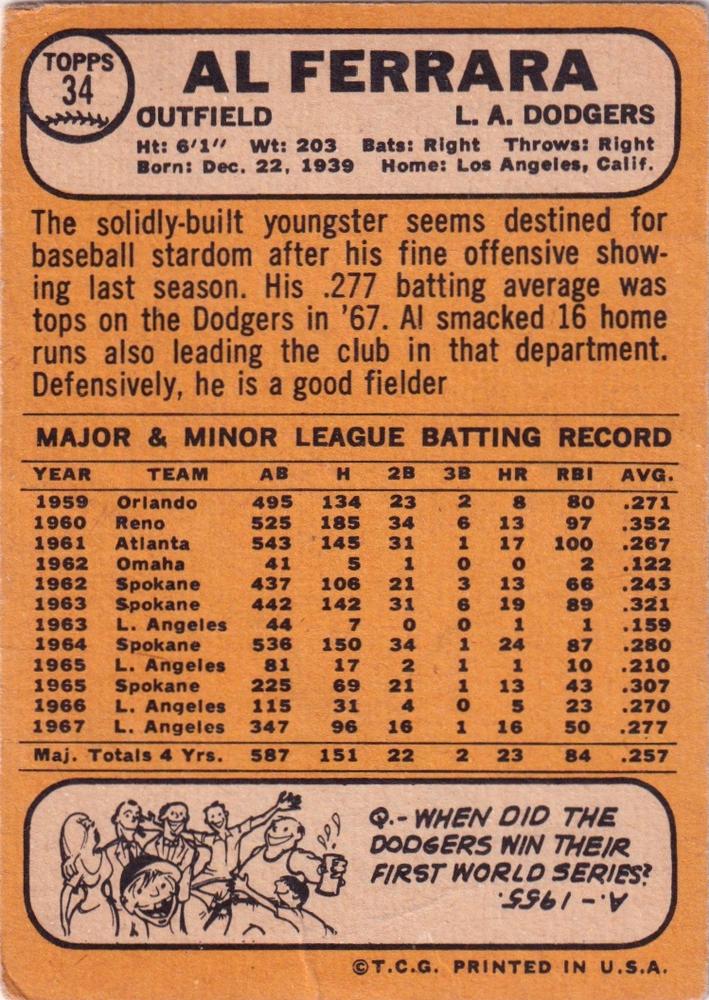 TOPPS
34
AL FERRARA
OUTFIELD L. A. DODGERS
Ht: 6'1" Wt: 203 Bats: Right Throws: Right
Born: Dec. 22, 1939 Home: Los Angeles, Calif.
The solidly-built youngster seems destined for
baseball stardom after his fine offensive show-
ing last season. His .277 batting average was
tops on the Dodgers in '67. Al smacked 16 home
runs also leading the club in that department.
Defensively, he is a good fielder
MAJOR & MINOR LEAGUE BATTING RECORD
YEAR TEAM AB H 2B 3B HR RBI AVG.
1959 Orlando 495 134 23 2 8 80 .271
1960 Reno 525 185 34 6 13 97 .352
1961 Atlanta 543 145 31 1 17 100 .267
1962 Omaha 41 5 1 0 0 2 .122
1962 Spokane 437 106 21 3 13 66 .243
1963 Spokane 442 142 31 6 19 89 .321
1963 L. Angeles 44 7 0 0 1 1 .159
1964 Spokane 536 150 34 1 24 87 .280
1965 L. Angeles 81 17 2 1 1 10 .210
1965 Spokane 225 69 21 1 13 43 .307
1966 L. Angeles 115 31 4 0 5 23 .270
1967 L. Angeles 347 96 16 1 16 50 .277
Maj. Totals 4 Yrs. 587 151 22 2 23 84 .257
Q.- WHEN DID THE
DODGERS WIN THEIR
FIRST WORLD SERIES?
A.- 1955.
©T.C.G. PRINTED IN U.S.A.